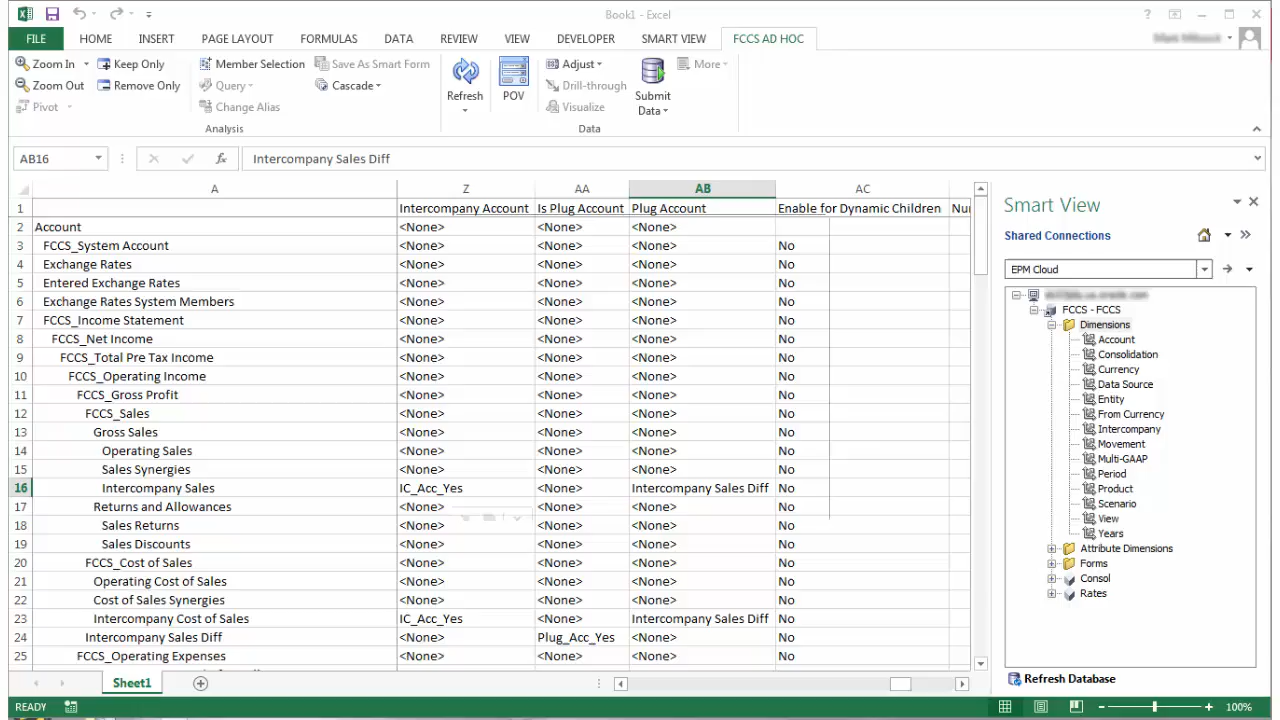 Book1 - Excel
FILE HOME INSERT PAGE LAYOUT FORMULAS DATA REVIEW VIEW DEVELOPER SMART VIEW FCCS AD HOC
Zoom In Keep Only Member Selection Save As Smart Form Refresh POV Adjust Submit Data More
Zoom Out Remove Only Query Cascade Drill-through
Pivot Change Alias Visualize
Analysis Data
AB16 fx Intercompany Sales Diff
A Z AA AB AC
1 Intercompany Account Is Plug Account Plug Account Enable for Dynamic Children
2 Account <None> <None> <None>
3 FCCS_System Account <None> <None> <None> No
4 Exchange Rates <None> <None> <None> No
5 Entered Exchange Rates <None> <None> <None> No
6 Exchange Rates System Members <None> <None> <None> No
7 FCCS_Income Statement <None> <None> <None> No
8 FCCS_Net Income <None> <None> <None> No
9 FCCS_Total Pre Tax Income <None> <None> <None> No
10 FCCS_Operating Income <None> <None> <None> No
11 FCCS_Gross Profit <None> <None> <None> No
12 FCCS_Sales <None> <None> <None> No
13 Gross Sales <None> <None> <None> No
14 Operating Sales <None> <None> <None> No
15 Sales Synergies <None> <None> <None> No
16 Intercompany Sales IC_Acc_Yes <None> Intercompany Sales Diff No
17 Returns and Allowances <None> <None> <None> No
18 Sales Returns <None> <None> <None> No
19 Sales Discounts <None> <None> <None> No
20 FCCS_Cost of Sales <None> <None> <None> No
21 Operating Cost of Sales <None> <None> <None> No
22 Cost of Sales Synergies <None> <None> <None> No
23 Intercompany Cost of Sales IC_Acc_Yes <None> Intercompany Sales Diff No
24 Intercompany Sales Diff <None> Plug_Acc_Yes <None> No
25 FCCS_Operating Expenses <None> <None> <None> No
Sheet1
READY
100%
Smart View
Shared Connections
EPM Cloud
FCCS - FCCS
Dimensions
Account
Consolidation
Currency
Data Source
Entity
From Currency
Intercompany
Movement
Multi-GAAP
Period
Product
Scenario
View
Years
Attribute Dimensions
Forms
Consol
Rates
Refresh Database